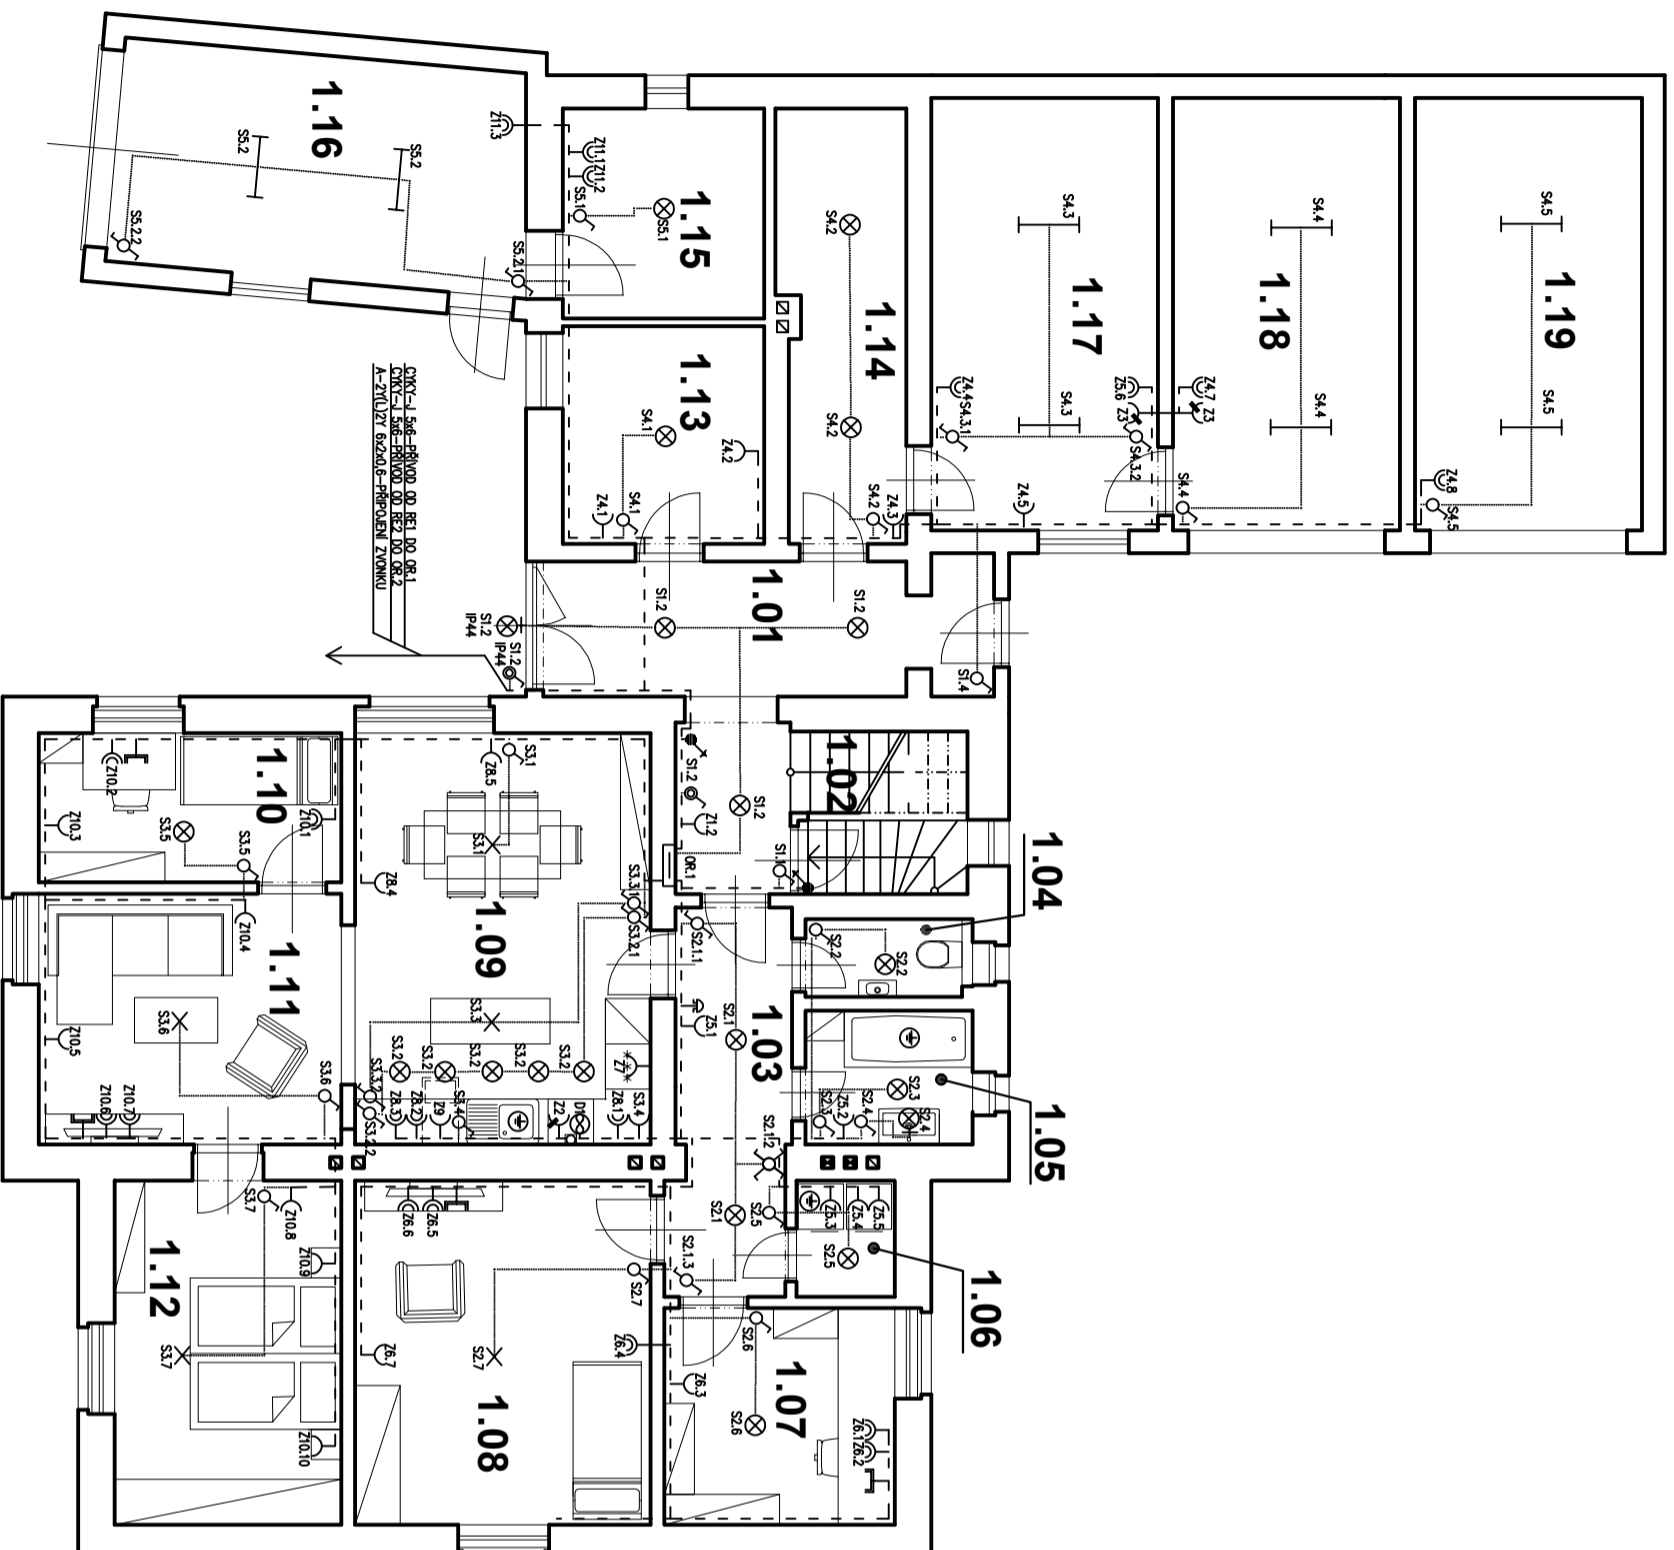 1.19
S4.5
S4.5
Z4.8
S4.5
1.18
S4.4
S4.4
Z4.7
Z3
S4.4
1.17
S4.3
S4.3
Z5.6
Z3
S4.3.2
Z4.4
S4.3.1
Z4.5
1.14
S4.2
S4.2
S4.2
Z4.3
1.15
S5.1
S5.1
Z11.1
Z11.2
Z11.3
1.16
S5.2
S5.2
S5.2.1
S5.2.2
1.13
S4.1
Z4.2
Z4.1
S4.1
1.01
S1.2
S1.2
S1.2
IP44
S1.2
IP44
S1.4
CYKY-J 5x6-PŘÍVOD OD RE1 DO OR.1
CYKY-J 5x6-PŘÍVOD OD RE2 DO OR.2
A-2Y(L)2Y 6x2x0,6-PŘIPOJENÍ ZVONKU
1.02
S1.2
Z1.2
S1.2
S1.1
OR.1
1.04
S2.2
S2.2
1.05
S2.3
S2.4
S2.3
Z5.2
S2.4
1.03
S2.1.1
S2.1
Z5.1
S2.1.2
S2.1
S2.1.3
S2.5
1.06
Z5.3
Z5.4
Z5.5
S2.5
1.07
S2.6
S2.6
Z6.3
Z6.1
Z6.2
1.08
Z6.6
Z6.5
S2.7
S2.7
Z6.4
Z6.7
1.09
Z8.5
S3.1
S3.1
Z8.4
S3.3.1
S3.2.1
S3.3
S3.2
S3.2
S3.2
S3.2
S3.2
Z7
S3.3.2
S3.2.2
Z8.3
Z8.2
Z9
S3.4
Z2
Z8.1
S3.4
1.10
Z10.2
Z10.3
Z10.1
S3.5
S3.5
1.11
Z10.4
Z10.5
S3.6
S3.6
Z10.6
Z10.7
1.12
S3.7
Z10.8
Z10.9
S3.7
Z10.10